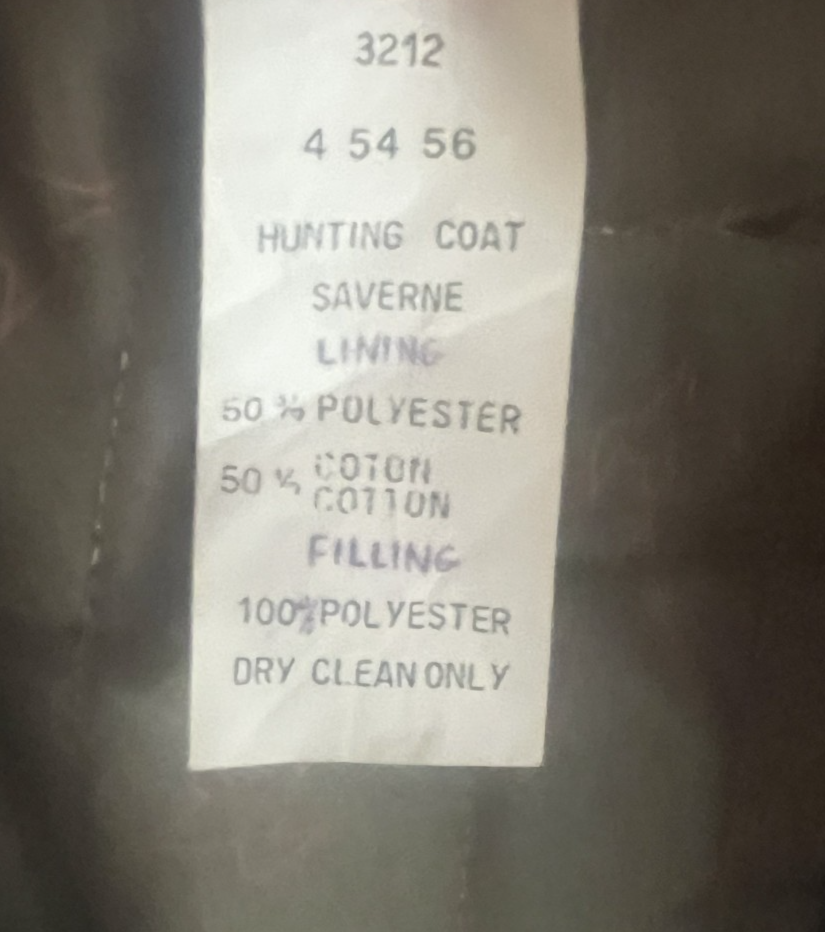 3212
4 54 56
HUNTING COAT
SAVERNE
LINING
50 % POLYESTER
50 % COTON
COTTON
FILLING
100% POLYESTER
DRY CLEAN ONLY